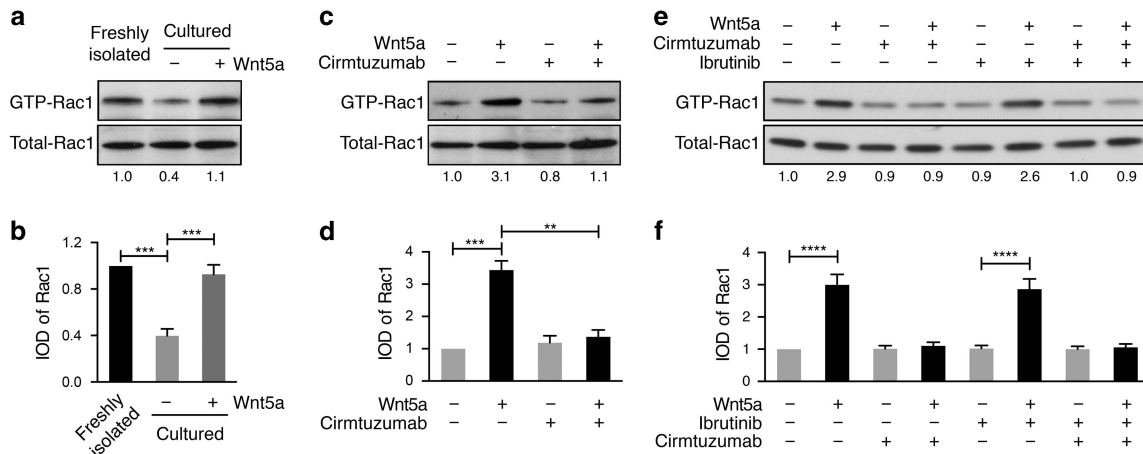 a
Freshly isolated
Cultured
– + Wnt5a
GTP-Rac1
Total-Rac1
1.0 0.4 1.1
b
IOD of Rac1
1.2
0.8
0.4
0.0
*** ***
Freshly isolated
– + Wnt5a
Cultured
c
Wnt5a – + – +
Cirmtuzumab – – + +
GTP-Rac1
Total-Rac1
1.0 3.1 0.8 1.1
d
IOD of Rac1
4
3
2
1
0
*** **
Wnt5a – + – +
Cirmtuzumab – – + +
e
Wnt5a – + – + – + – +
Cirmtuzumab – – + + – – + +
Ibrutinib – – – – + + + +
GTP-Rac1
Total-Rac1
1.0 2.9 0.9 0.9 0.9 2.6 1.0 0.9
f
IOD of Rac1
4
3
2
1
0
**** ****
Wnt5a – + – + – + – +
Ibrutinib – – – – + + + +
Cirmtuzumab – – + + – – + +